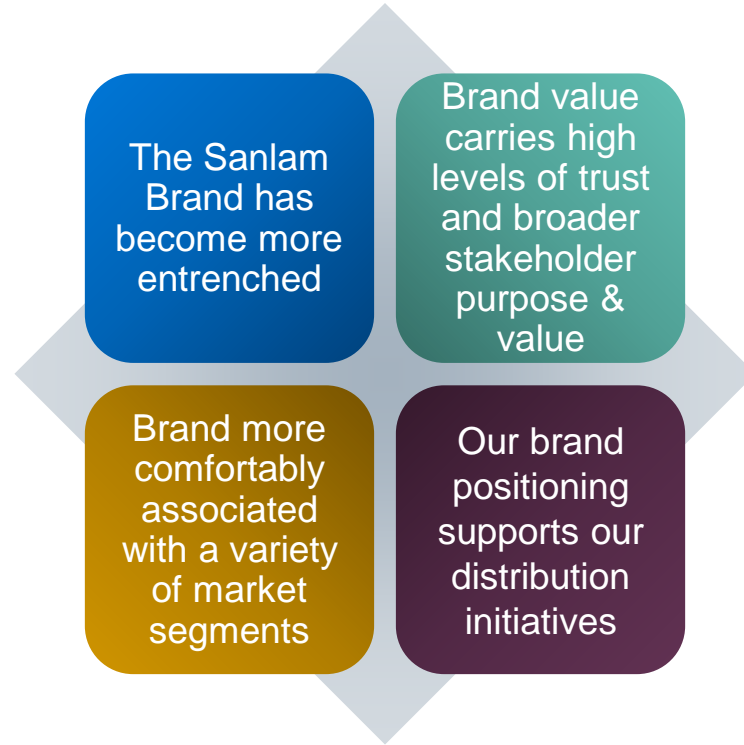 The Sanlam
Brand has
become more
entrenched
Brand value
carries high
levels of trust
and broader
stakeholder
purpose &
value
Brand more
comfortably
associated
with a variety
of market
segments
Our brand
positioning
supports our
distribution
initiatives